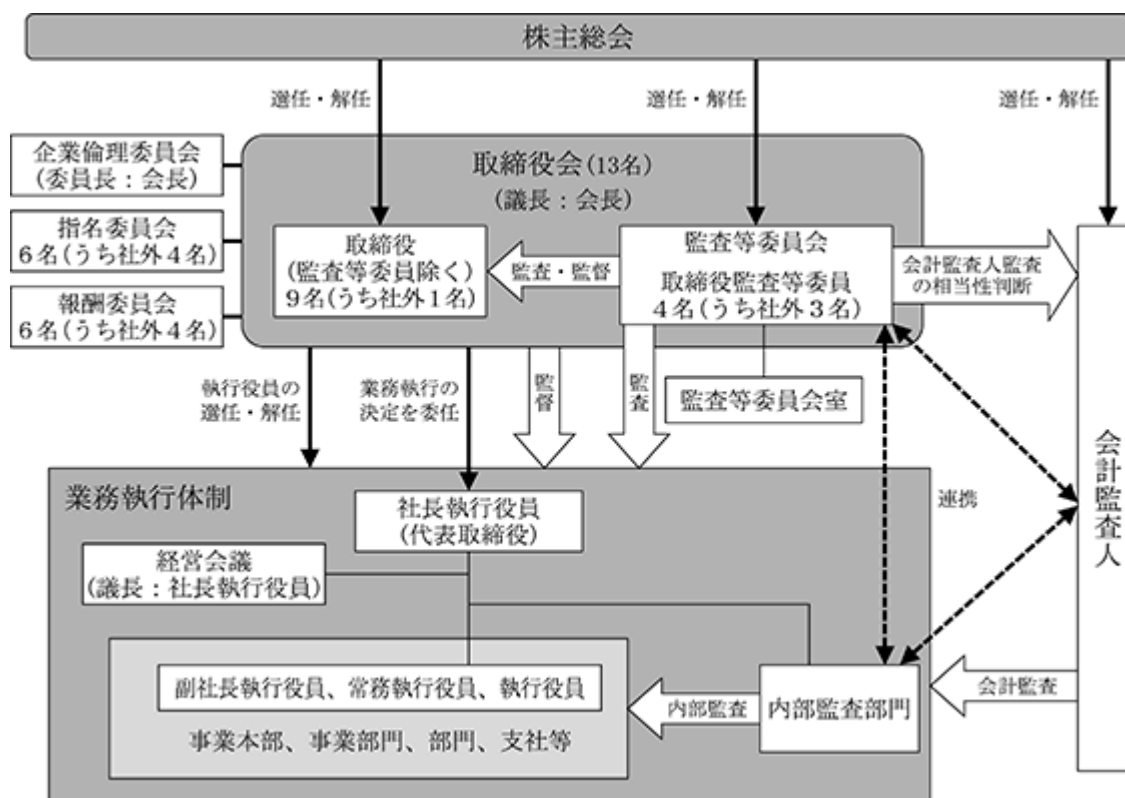 株主総会
選任・解任
選任・解任
選任・解任
企業倫理委員会
(委員長：会長)
指名委員会
6名(うち社外４名)
報酬委員会
6名(うち社外４名)
取締役会(13名)
(議長：会長)
取締役
(監査等委員除く)
９名(うち社外１名)
監査・監督
監査等委員会
取締役監査等委員
４名(うち社外３名)
会計監査人監査
の相当性判断
執行役員の
選任・解任
業務執行の
決定を委任
監督
監査
監査等委員会室
連携
会計監査人
業務執行体制
社長執行役員
(代表取締役)
経営会議
(議長：社長執行役員)
副社長執行役員、常務執行役員、執行役員
事業本部、事業部門、部門、支社等
内部監査
内部監査部門
会計監査